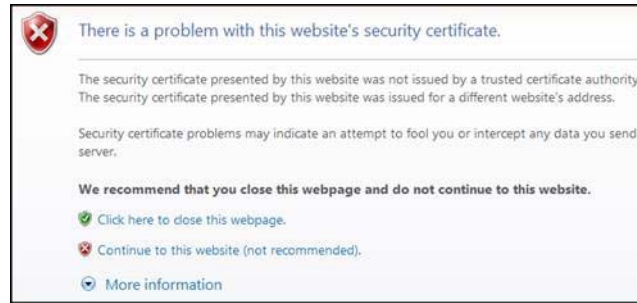 There is a problem with this website's security certificate.
The security certificate presented by this website was not issued by a trusted certificate authority
The security certificate presented by this website was issued for a different website's address.
Security certificate problems may indicate an attempt to fool you or intercept any data you send
server.
We recommend that you close this webpage and do not continue to this website.
Click here to close this webpage.
Continue to this website (not recommended).
More information